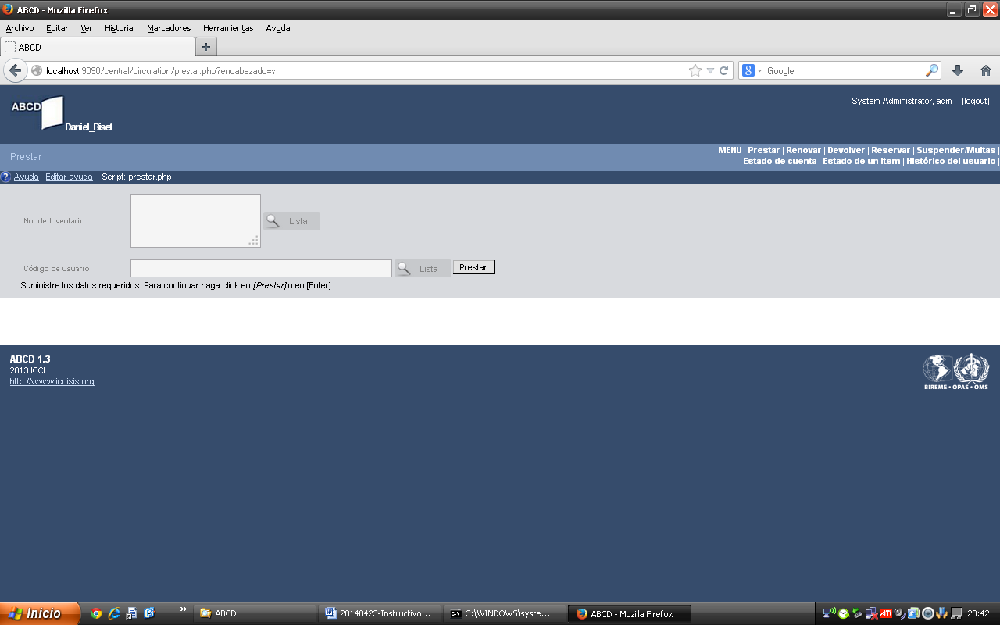 ABCD - Mozilla Firefox
Archivo Editar Ver Historial Marcadores Herramientas Ayuda
ABCD
localhost:9090/central/circulation/prestar.php?encabezado=s
Google
ABCD
Daniel_Biset
System Administrator, adm | | [logout]
Prestar
MENU | Prestar | Renovar | Devolver | Reservar | Suspender/Multas |
Estado de cuenta | Estado de un item | Histórico del usuario |
Ayuda Editar ayuda Script: prestar.php
No. de Inventario
Lista
Código de usuario
Lista
Prestar
Suministre los datos requeridos. Para continuar haga click en [Prestar] o en [Enter]
ABCD 1.3
2013 ICCI
http://www.iccisis.org
BIREME • OPAS • OMS
Inicio
ABCD
20140423-Instructivo...
C:\WINDOWS\syste...
ABCD - Mozilla Firefox
ATI
20:42